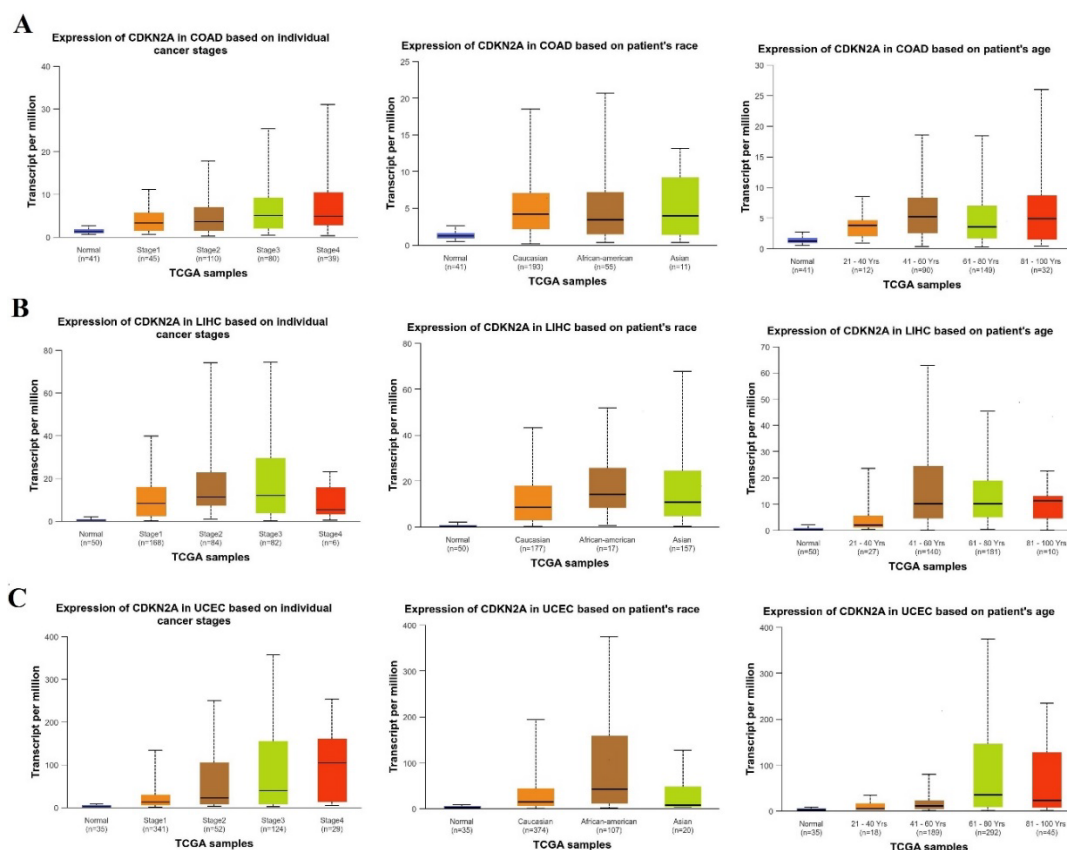 A
Expression of CDKN2A in COAD based on individual
cancer stages
Transcript per million
40
30
20
10
0
Normal
(n=41)
Stage1
(n=45)
Stage2
(n=110)
Stage3
(n=80)
Stage4
(n=39)
TCGA samples
Expression of CDKN2A in COAD based on patient's race
Transcript per million
25
20
15
10
5
0
Normal
(n=41)
Caucasian
(n=193)
African-american
(n=55)
Asian
(n=11)
TCGA samples
Expression of CDKN2A in COAD based on patient's age
Transcript per million
30
25
20
15
10
5
0
Normal
(n=41)
21 - 40 Yrs
(n=12)
41 - 60 Yrs
(n=90)
61 - 80 Yrs
(n=149)
81 - 100 Yrs
(n=32)
TCGA samples
B
Expression of CDKN2A in LIHC based on individual
cancer stages
Transcript per million
80
60
40
20
0
Normal
(n=50)
Stage1
(n=168)
Stage2
(n=84)
Stage3
(n=82)
Stage4
(n=6)
TCGA samples
Expression of CDKN2A in LIHC based on patient's race
Transcript per million
80
60
40
20
0
Normal
(n=50)
Caucasian
(n=177)
African-american
(n=17)
Asian
(n=157)
TCGA samples
Expression of CDKN2A in LIHC based on patient's age
Transcript per million
70
60
50
40
30
20
10
0
Normal
(n=50)
21 - 40 Yrs
(n=27)
41 - 60 Yrs
(n=140)
61 - 80 Yrs
(n=181)
81 - 100 Yrs
(n=10)
TCGA samples
C
Expression of CDKN2A in UCEC based on individual
cancer stages
Transcript per million
400
300
200
100
0
Normal
(n=35)
Stage1
(n=341)
Stage2
(n=52)
Stage3
(n=124)
Stage4
(n=29)
TCGA samples
Expression of CDKN2A in UCEC based on patient's race
Transcript per million
400
300
200
100
0
Normal
(n=35)
Caucasian
(n=374)
African-american
(n=107)
Asian
(n=20)
TCGA samples
Expression of CDKN2A in UCEC based on patient's age
Transcript per million
400
300
200
100
0
Normal
(n=35)
21 - 40 Yrs
(n=18)
41 - 60 Yrs
(n=189)
61 - 80 Yrs
(n=292)
81 - 100 Yrs
(n=45)
TCGA samples